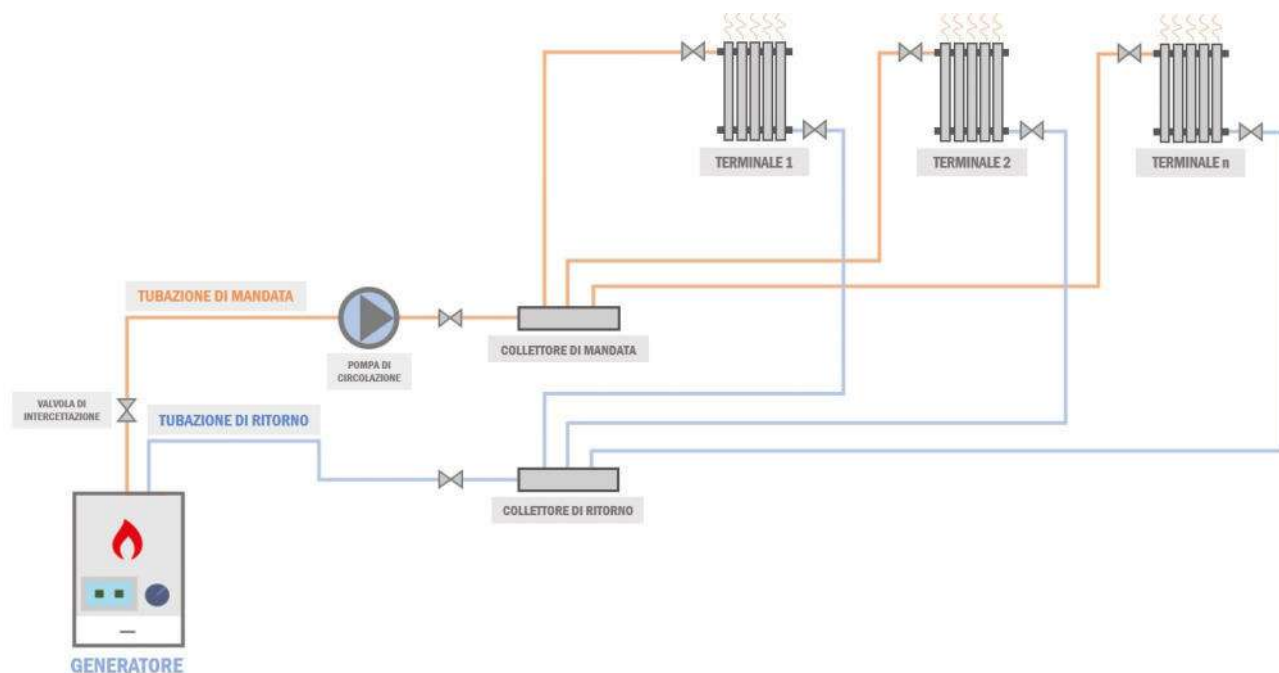 TERMINALE 1
TERMINALE 2
TERMINALE n
TUBAZIONE DI MANDATA
POMPA DI
CIRCOLAZIONE
COLLETTORE DI MANDATA
VALVOLA DI
INTERCETTAZIONE
TUBAZIONE DI RITORNO
COLLETTORE DI RITORNO
GENERATORE